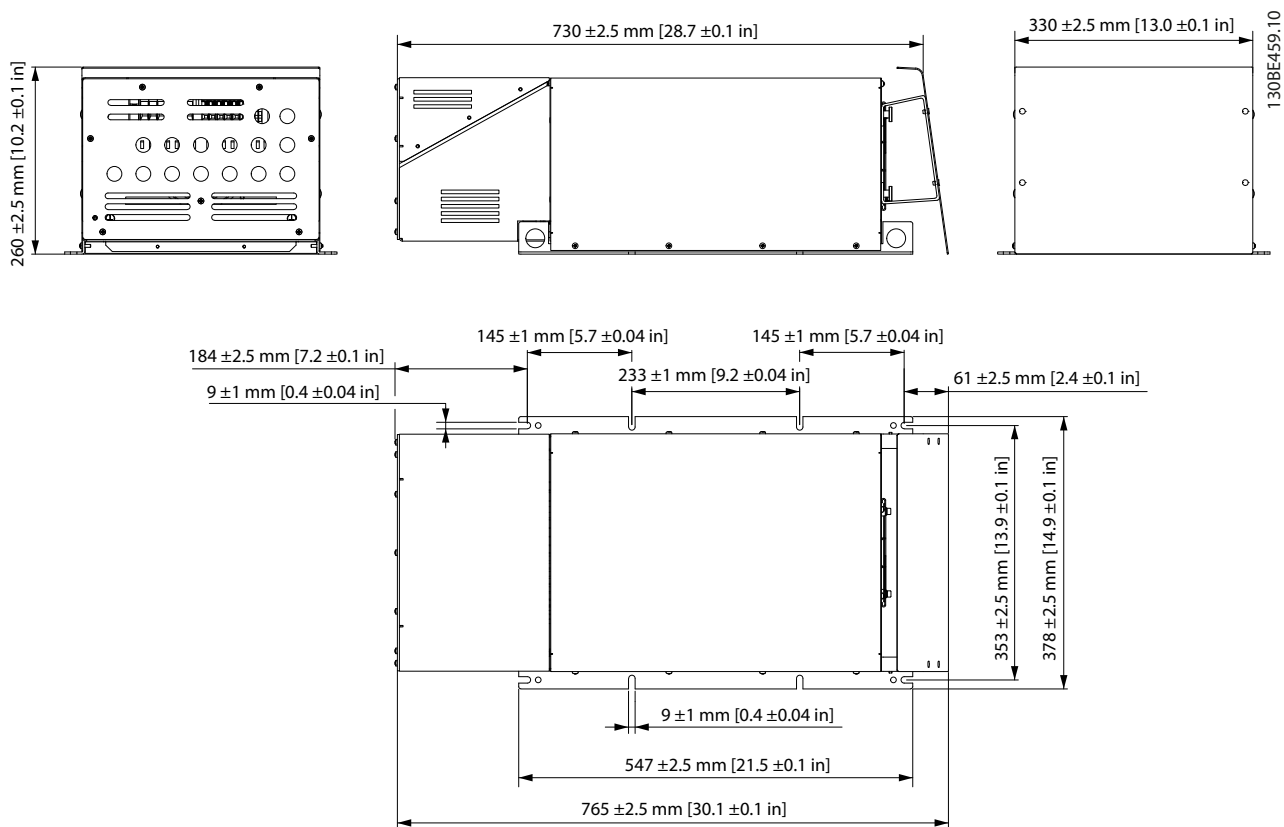 730 ±2.5 mm [28.7 ±0.1 in]
330 ±2.5 mm [13.0 ±0.1 in]
130BE459.10
260 ±2.5 mm [10.2 ±0.1 in]
145 ±1 mm [5.7 ±0.04 in]
145 ±1 mm [5.7 ±0.04 in]
184 ±2.5 mm [7.2 ±0.1 in]
233 ±1 mm [9.2 ±0.04 in]
61 ±2.5 mm [2.4 ±0.1 in]
9 ±1 mm [0.4 ±0.04 in]
353 ±2.5 mm [13.9 ±0.1 in]
378 ±2.5 mm [14.9 ±0.1 in]
9 ±1 mm [0.4 ±0.04 in]
547 ±2.5 mm [21.5 ±0.1 in]
765 ±2.5 mm [30.1 ±0.1 in]